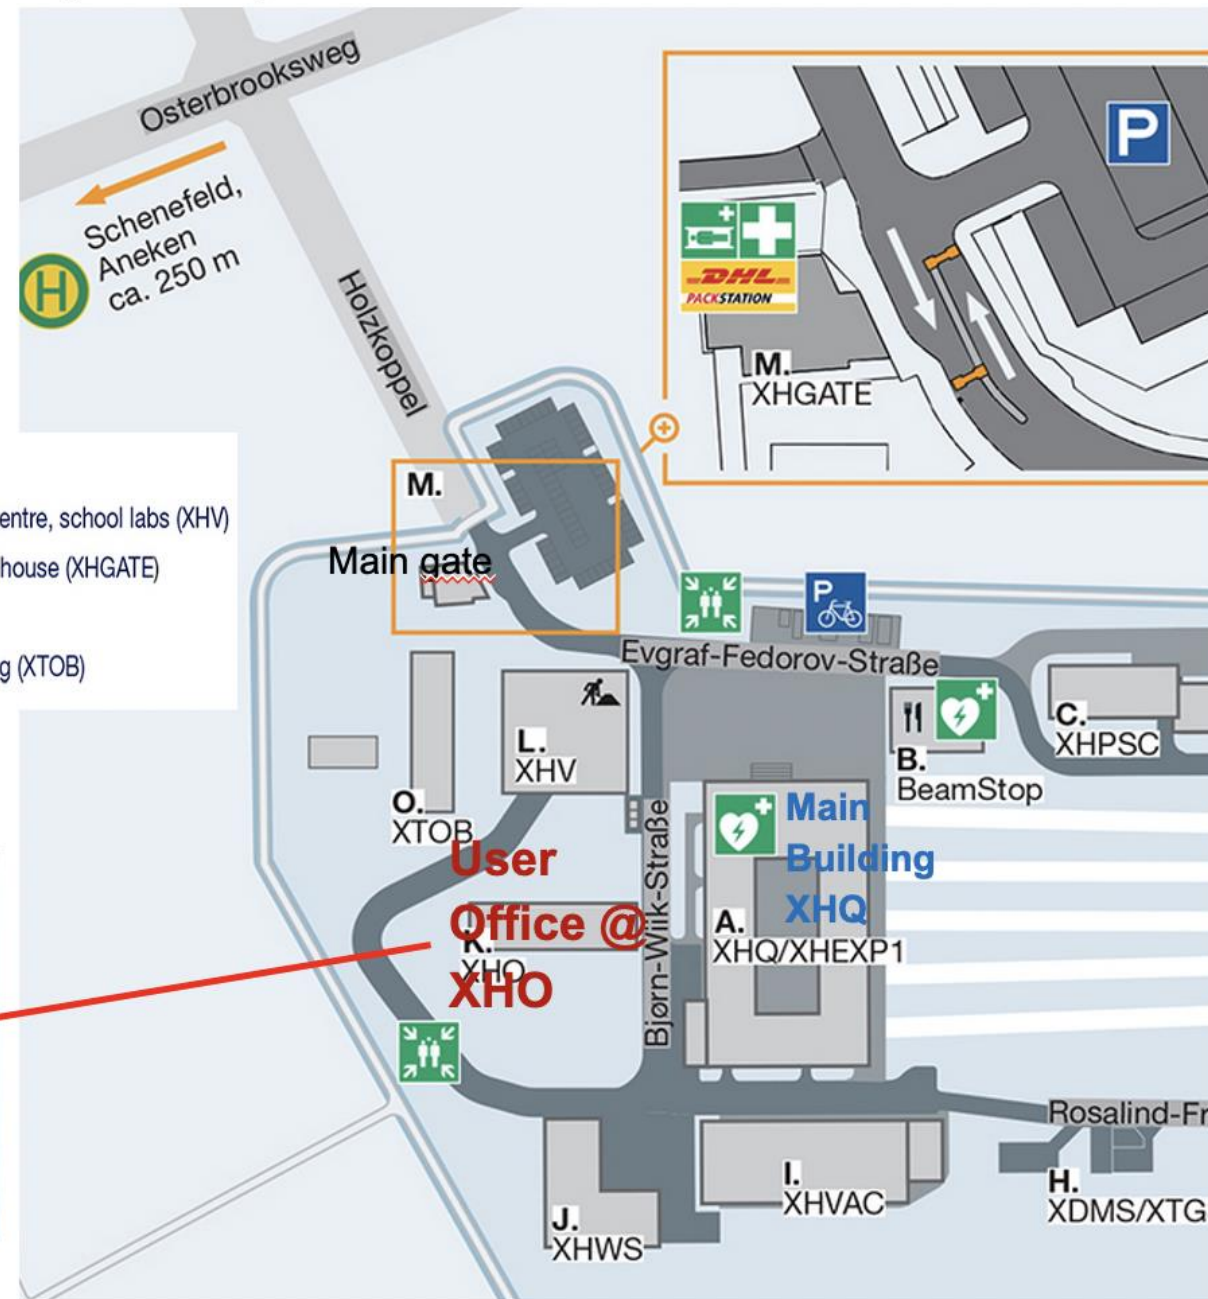 Osterbrooksweg
Schenefeld,
Aneken
ca. 250 m
H
Holzkoppel
P
DHL
PACKSTATION
M.
XHGATE
entre, school labs (XHV)
house (XHGATE)
g (XTOB)
M.
Main gate
P
Evgraf-Fedorov-Straße
L.
XHV
B.
BeamStop
C.
XHPSC
O.
XTOB
User
Office @
XHO
K.
XHO
Bjørn-Wiik-Straße
Main
Building
XHQ
A.
XHQ/XHEXP1
Rosalind-Fr
J.
XHWS
I.
XHVAC
H.
XDMS/XTG